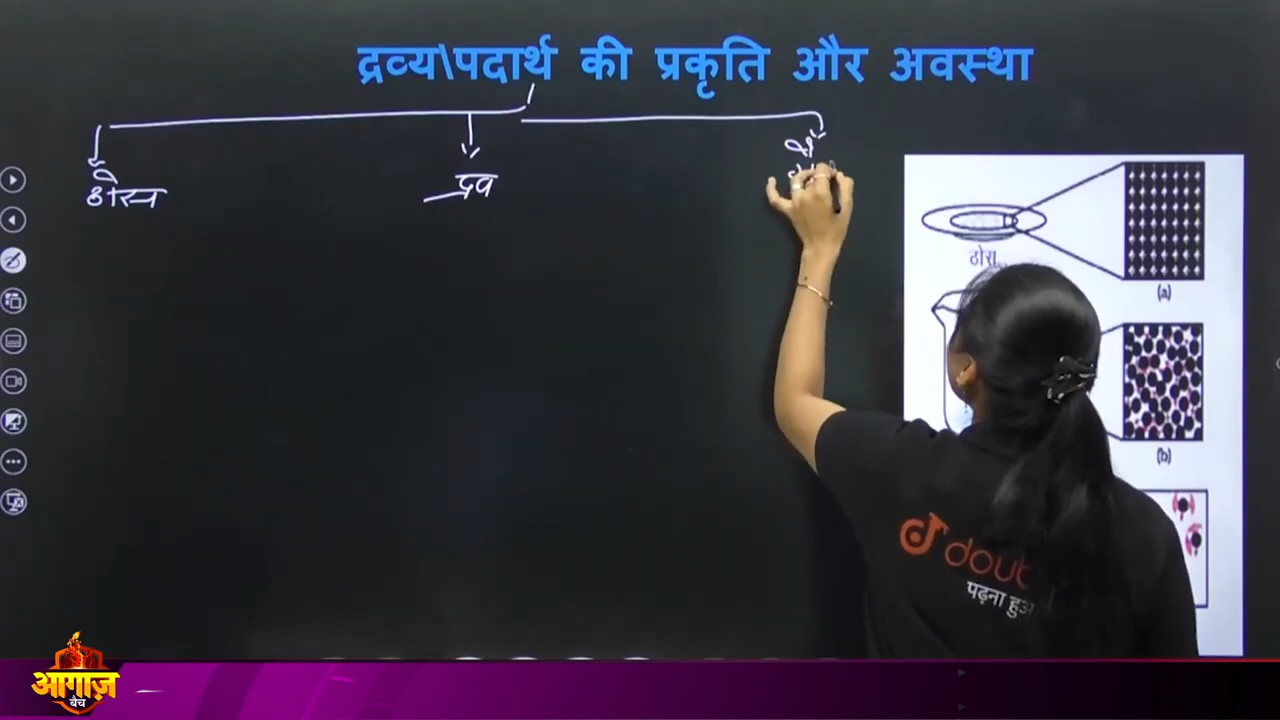 द्रव्य\पदार्थ की प्रकृति और अवस्था
ठोस
द्रव
ठोस
(a)
(b)
doubt
पढ़ना हुआ
आगाज़
बैच